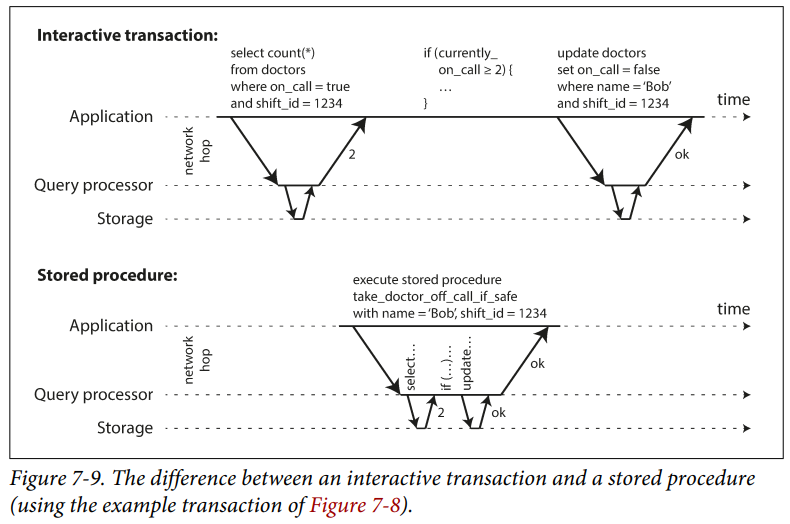 Interactive transaction:
select count(*)
from doctors
where on_call = true
and shift_id = 1234
if (currently_
on_call ≥ 2) {
…
}
update doctors
set on_call = false
where name = ‘Bob’
and shift_id = 1234
time
Application
network
hop
2
ok
Query processor
Storage
Stored procedure:
execute stored procedure
take_doctor_off_call_if_safe
with name = ‘Bob’, shift_id = 1234
time
Application
network
hop
select…
if (…)…
update…
ok
Query processor
2
ok
Storage
Figure 7-9. The difference between an interactive transaction and a stored procedure
(using the example transaction of Figure 7-8).